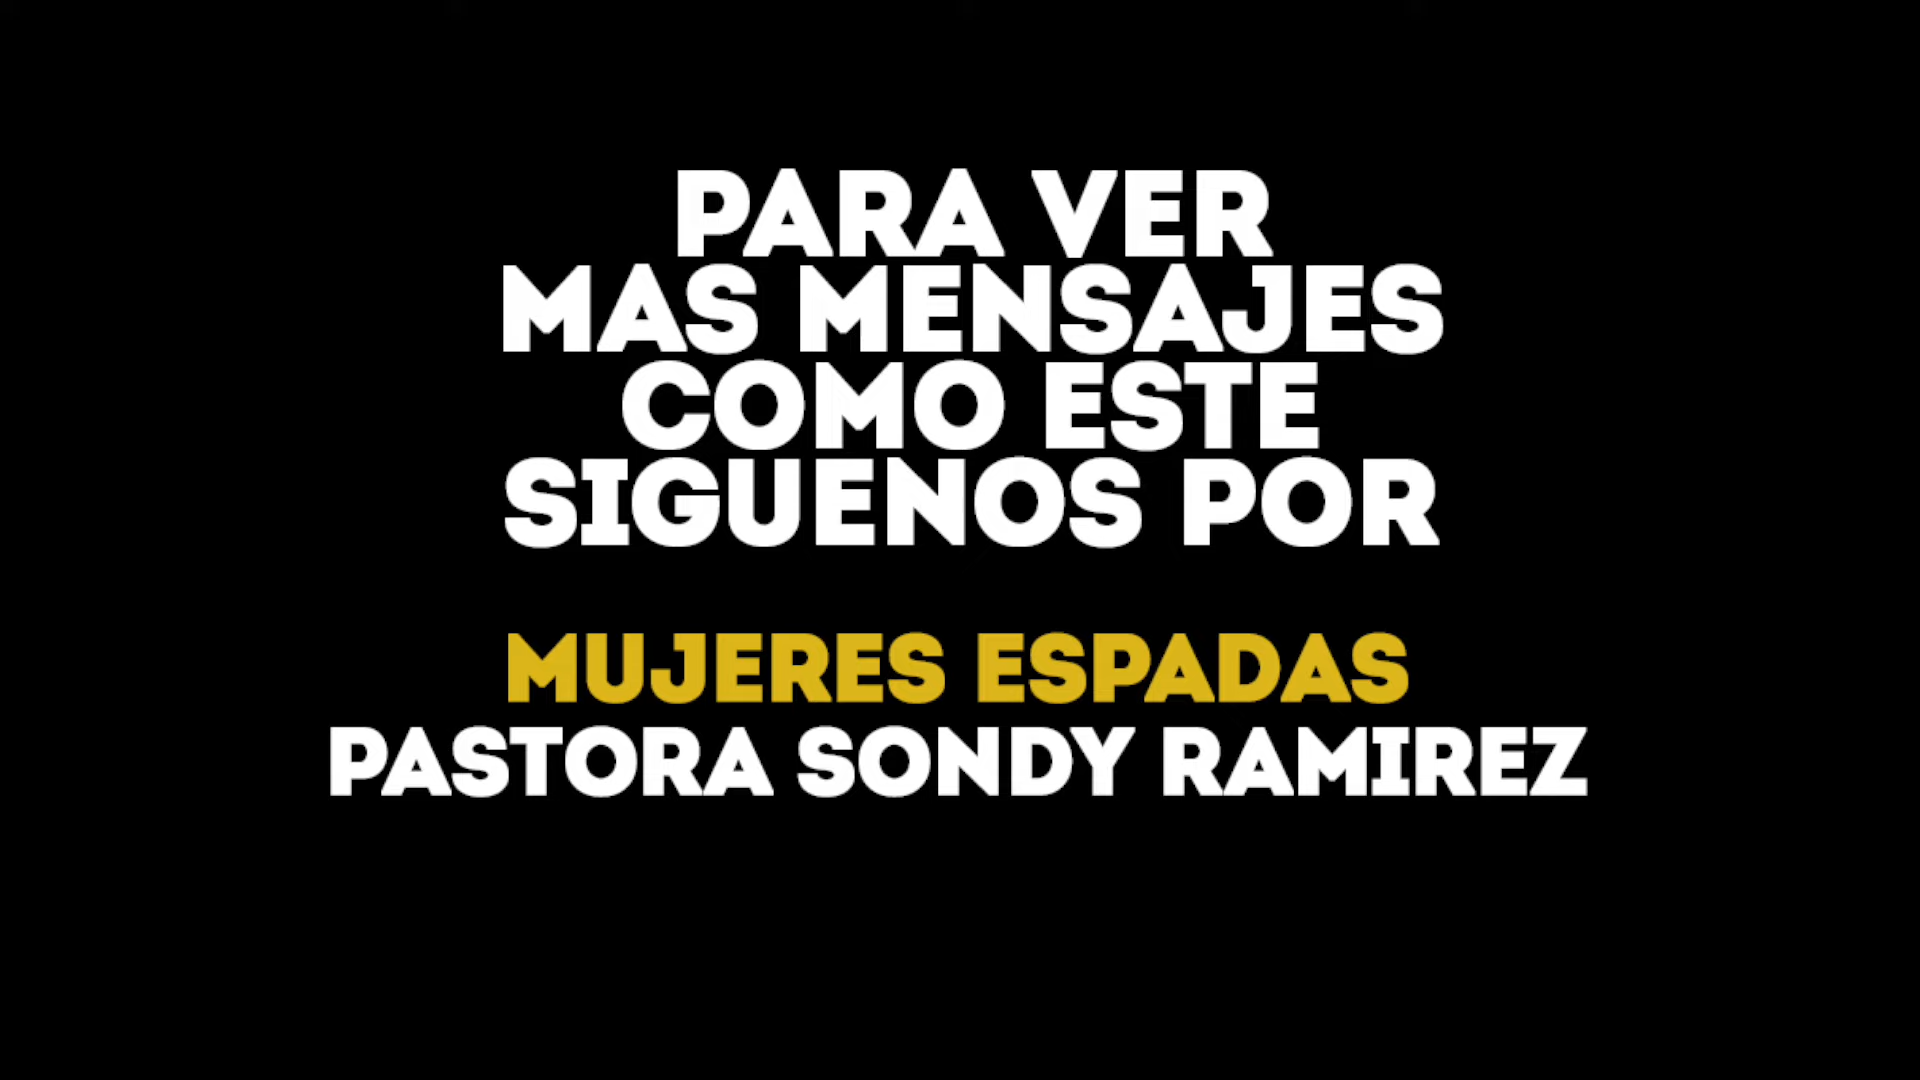 PARA VER
MAS MENSAJES
COMO ESTE
SIGUENOS POR
MUJERES ESPADAS
PASTORA SONDY RAMIREZ